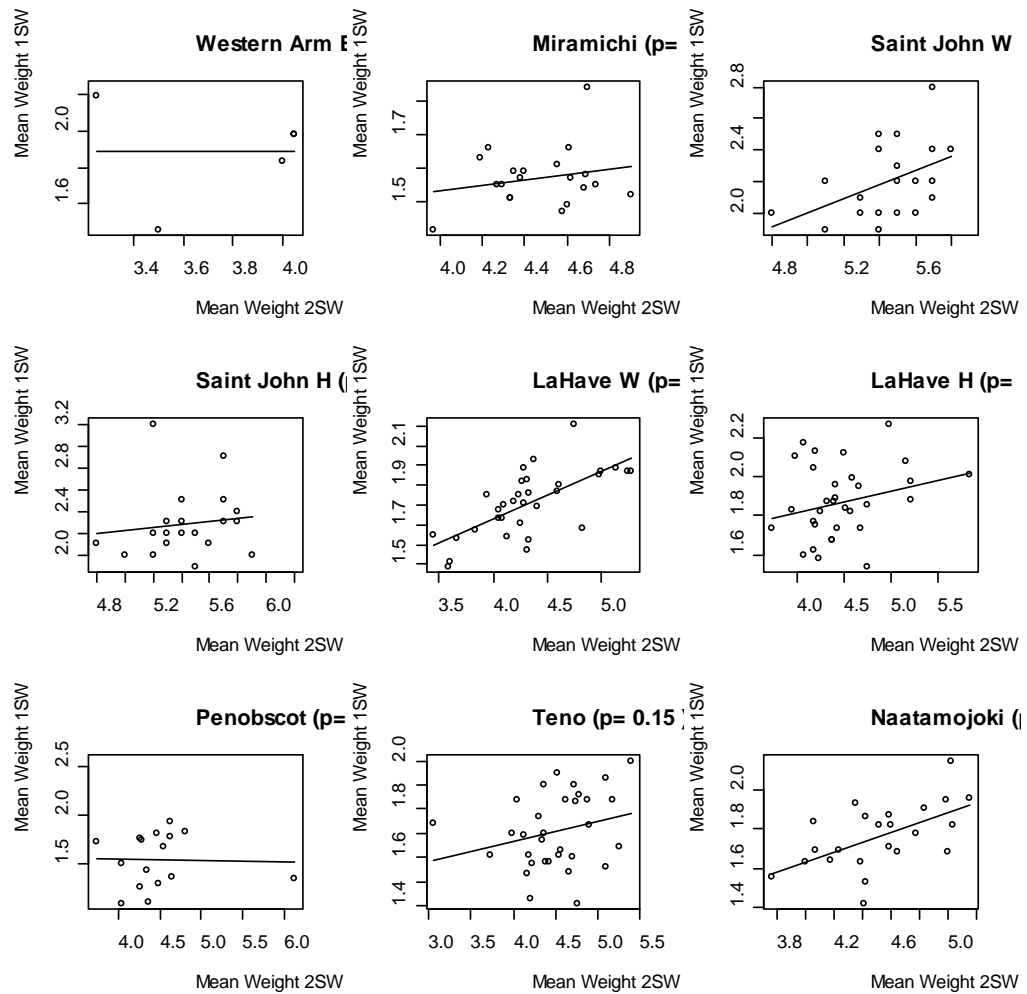 Western Arm
Mean Weight 1SW
2.0
1.6
3.4 3.6 3.8 4.0
Mean Weight 2SW
Miramichi (p=
Mean Weight 1SW
1.7
1.5
4.0 4.2 4.4 4.6 4.8
Mean Weight 2SW
Saint John W
Mean Weight 1SW
2.8
2.4
2.0
4.8 5.2 5.6
Mean Weight 2SW
Saint John H (
Mean Weight 1SW
3.2
2.8
2.4
2.0
4.8 5.2 5.6 6.0
Mean Weight 2SW
LaHave W (p=
Mean Weight 1SW
2.1
1.9
1.7
1.5
3.5 4.0 4.5 5.0
Mean Weight 2SW
LaHave H (p=
Mean Weight 1SW
2.2
2.0
1.8
1.6
4.0 4.5 5.0 5.5
Mean Weight 2SW
Penobscot (p=
Mean Weight 1SW
2.5
2.0
1.5
4.0 4.5 5.0 5.5 6.0
Mean Weight 2SW
Teno (p= 0.15 )
Mean Weight 1SW
2.0
1.8
1.6
1.4
3.0 3.5 4.0 4.5 5.0 5.5
Mean Weight 2SW
Naatamojoki (
Mean Weight 1SW
2.0
1.8
1.6
1.4
3.8 4.2 4.6 5.0
Mean Weight 2SW